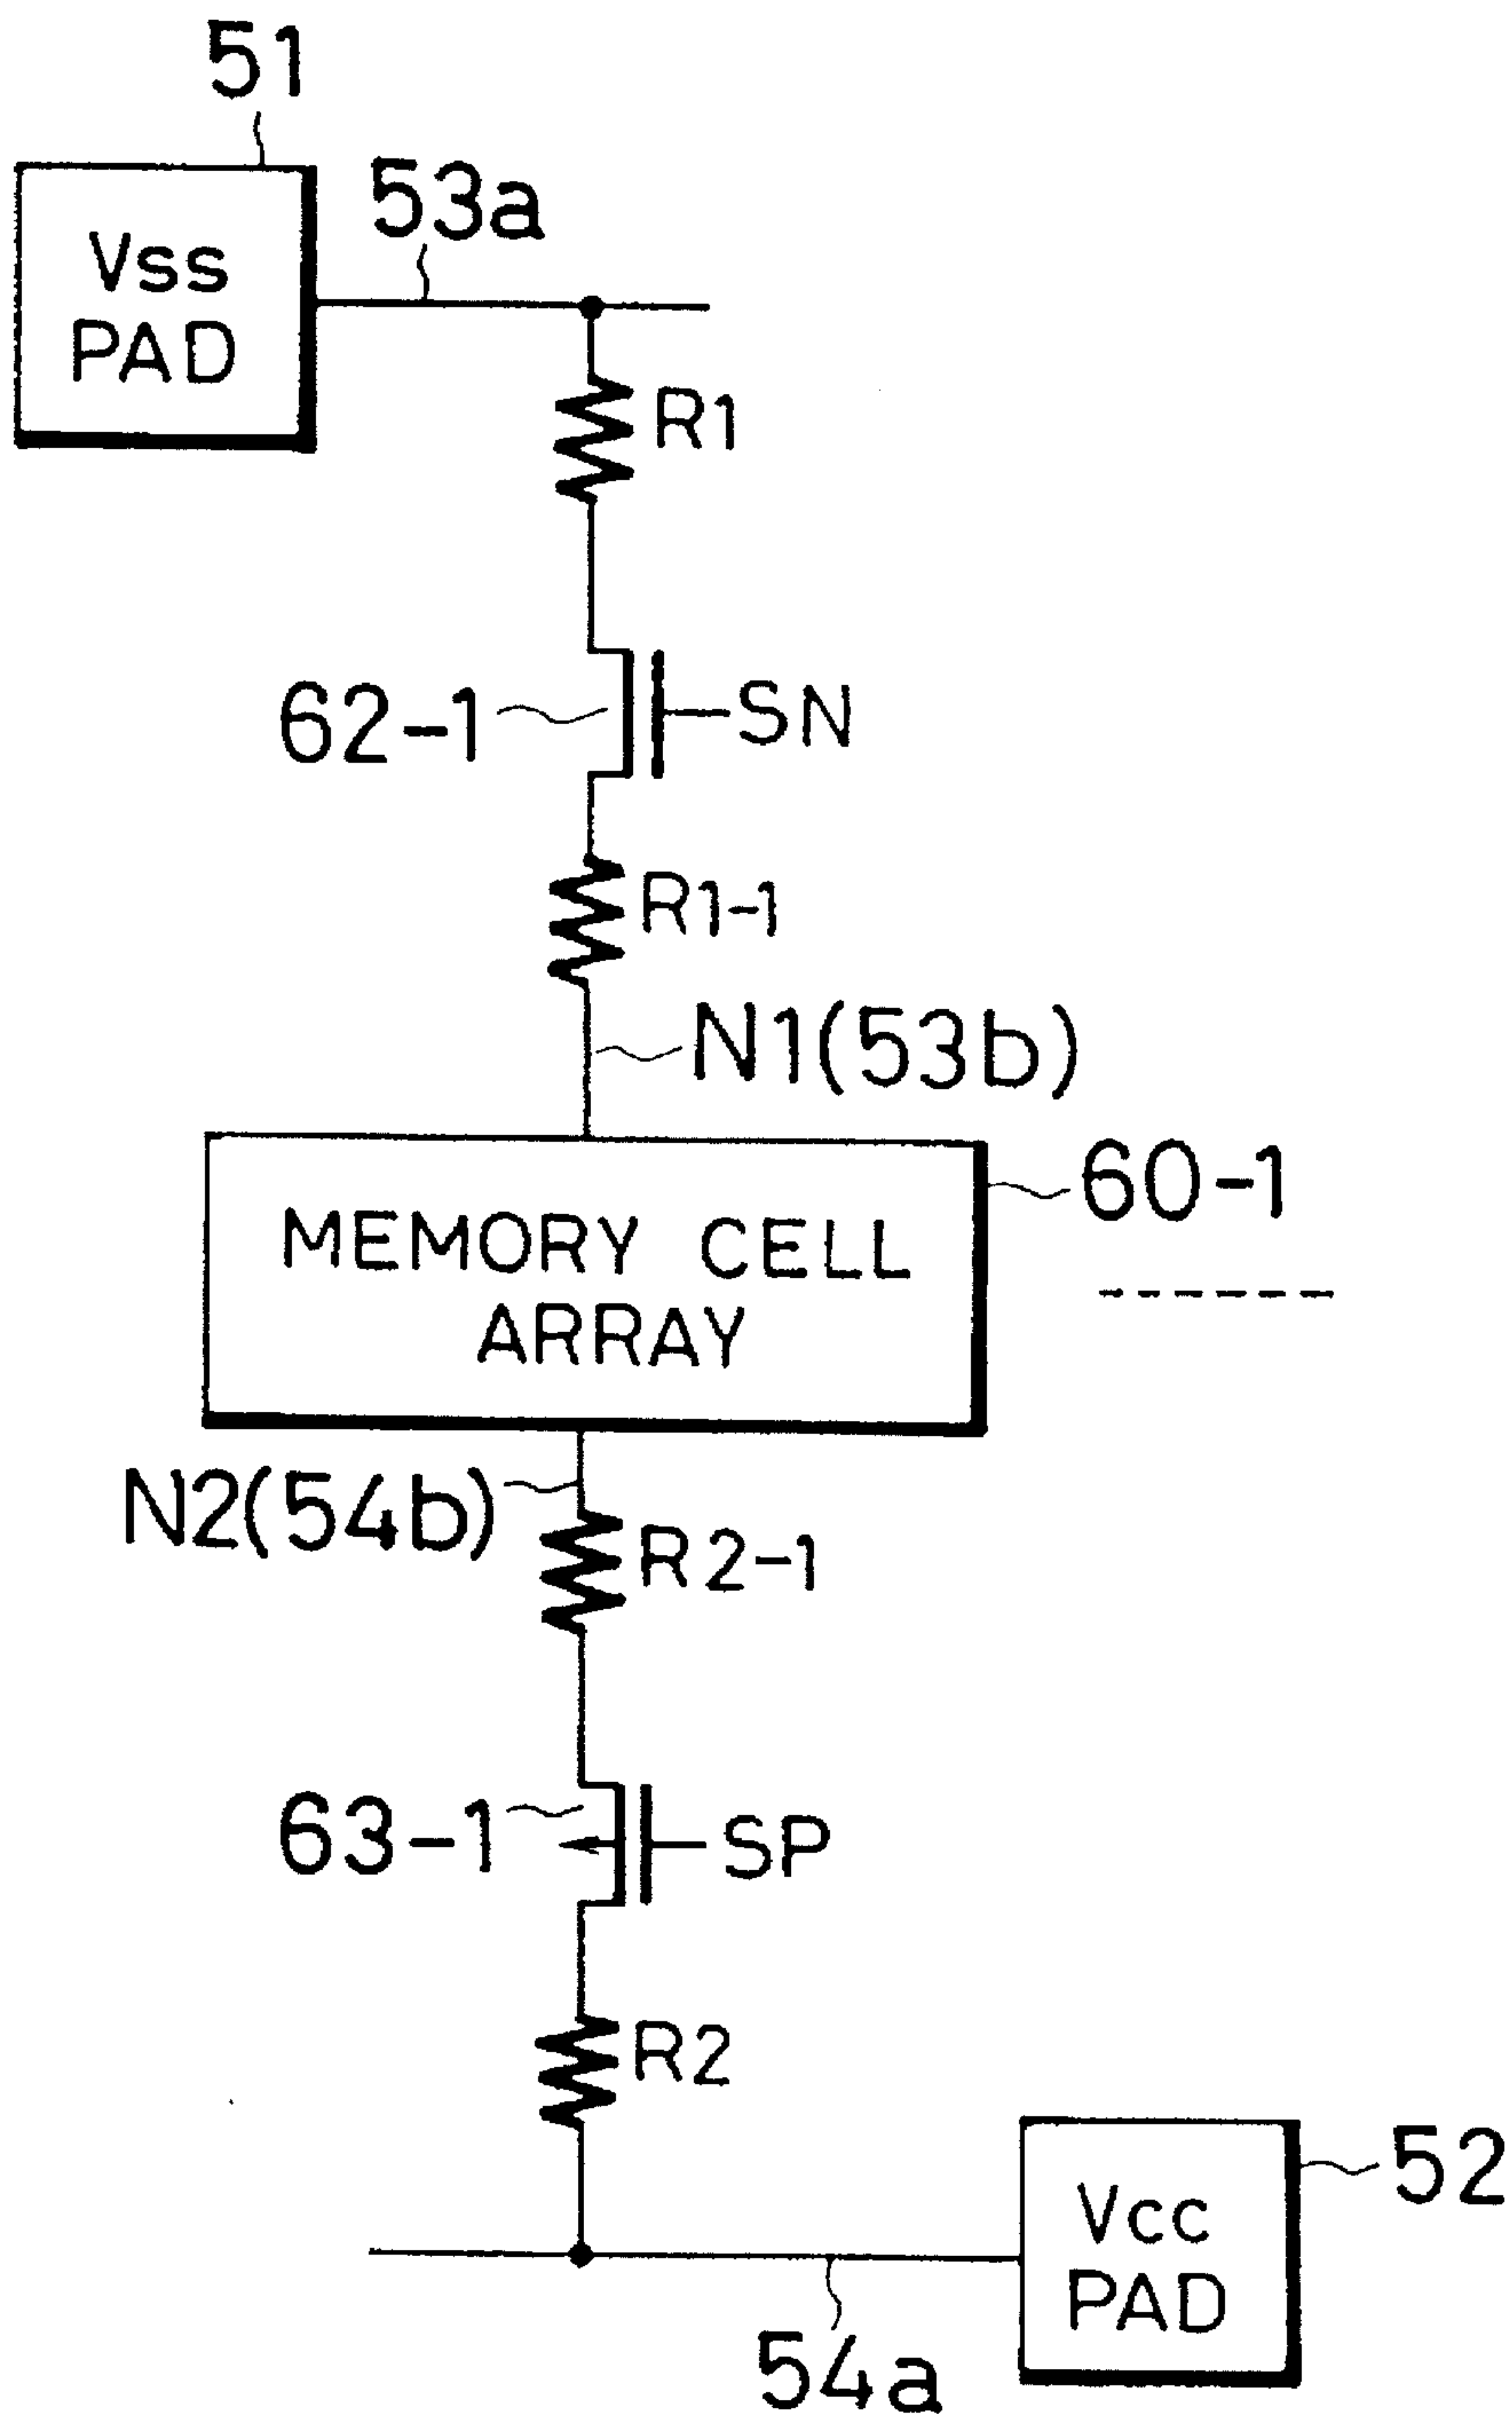 51
53a
Vss
PAD
R1
62-1
SN
R1-1
N1(53b)
60-1
MEMORY CELL
ARRAY
N2(54b)
R2-1
63-1
SP
R2
52
Vcc
PAD
54a